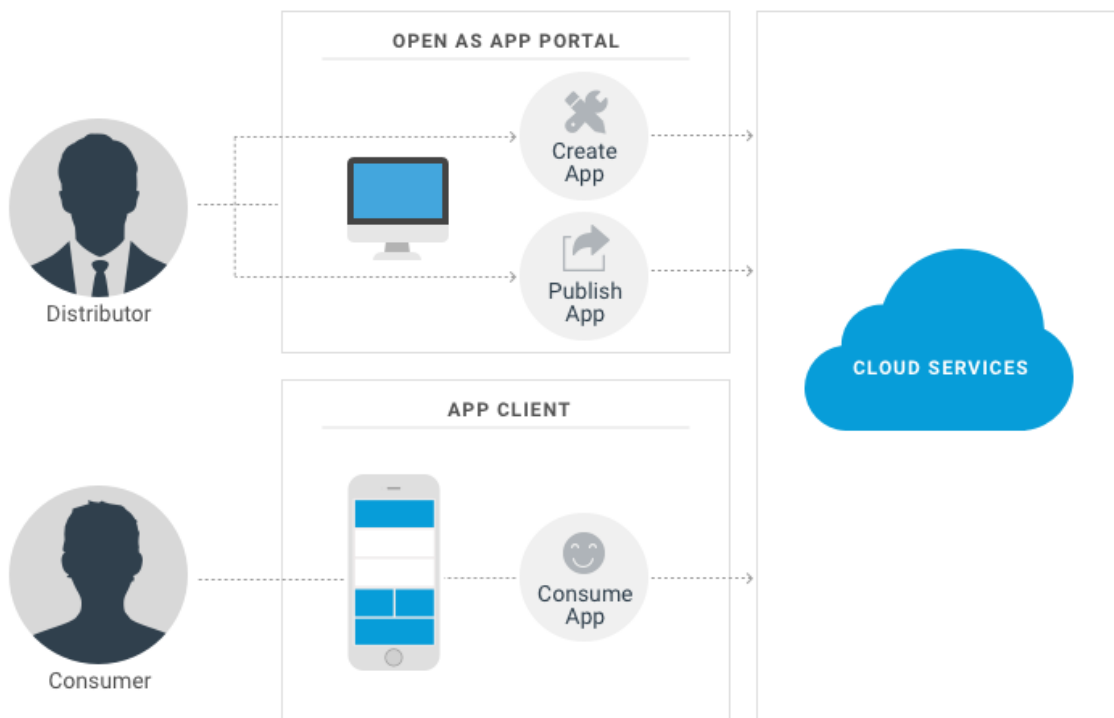 OPEN AS APP PORTAL
Create
App
Publish
App
Distributor
CLOUD SERVICES
APP CLIENT
Consume
App
Consumer